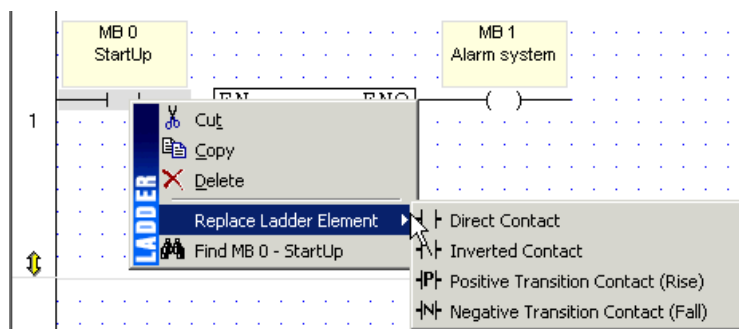 MB 0
StartUp
MB 1
Alarm system
EN ENO
1
LADDER
Cut
Copy
Delete
Replace Ladder Element
Find MB 0 - StartUp
Direct Contact
Inverted Contact
P Positive Transition Contact (Rise)
N Negative Transition Contact (Fall)